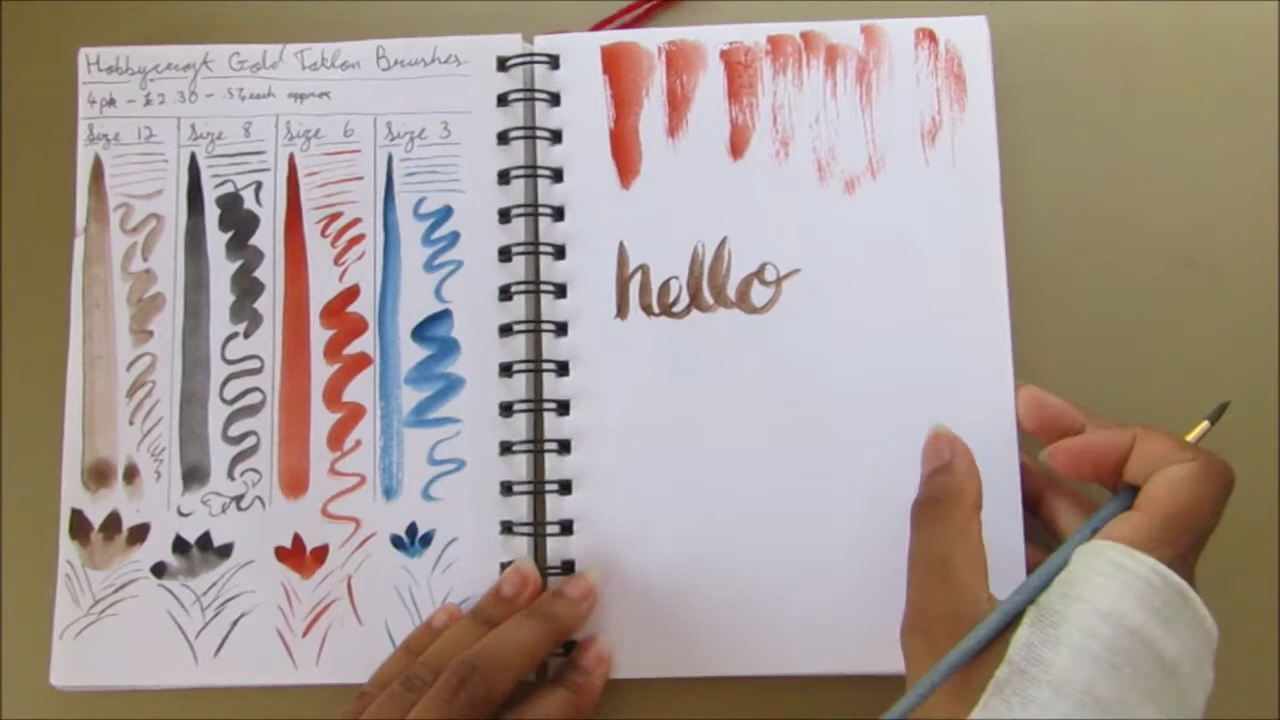 Hobbycraft Gold Taklon Brushes
4pk - £2.30 - .57p each approx
Size 12
Size 8
Size 6
Size 3
hello